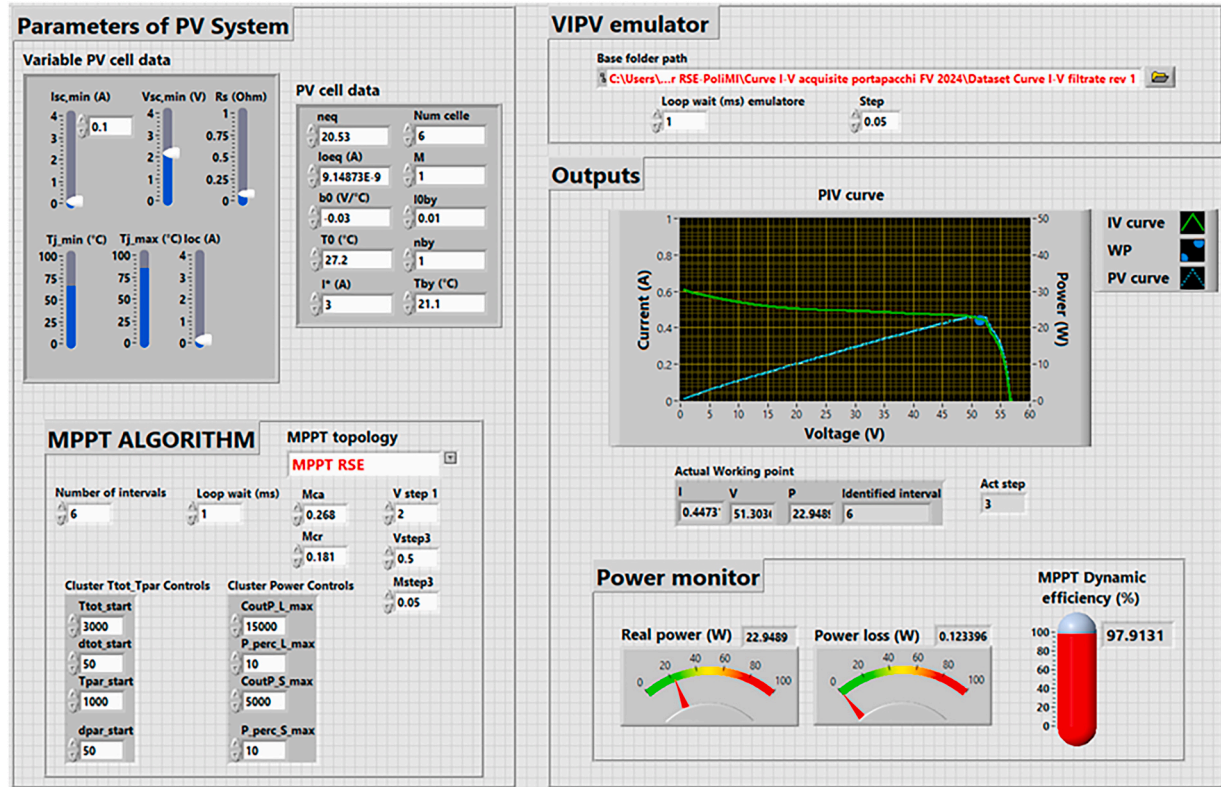 Parameters of PV System
Variable PV cell data
Isc,min (A)
Vsc,min (V)
Rs (Ohm)
4
3
2
1
0
0.1
4
3
2
1
0
1
0.75
0.5
0.25
0
Tj_min (°C)
Tj_max (°C)
Ioc (A)
100
75
50
25
0
100
75
50
25
0
4
3
2
1
0
PV cell data
neq
Num celle
20.53
6
Ioeq (A)
M
9.14873E-9
1
b0 (V/°C)
I0by
-0.03
0.01
T0 (°C)
nby
27.2
1
I* (A)
Tby (°C)
3
21.1
MPPT ALGORITHM
MPPT topology
MPPT RSE
Number of intervals
Loop wait (ms)
Mca
V step 1
6
1
0.268
2
Mcr
Vstep3
0.181
0.5
Mstep3
0.05
Cluster Ttot_Tpar Controls
Cluster Power Controls
Ttot_start
CoutP_L_max
3000
15000
dtot_start
P_perc_L_max
50
10
Tpar_start
CoutP_S_max
1000
5000
dpar_start
P_perc_S_max
50
10
VIPV emulator
Base folder path
C:\Users\...r RSE-PoliMI\Curve I-V acquisite portapacchi FV 2024\Dataset Curve I-V filtrate rev 1
Loop wait (ms) emulatore
Step
1
0.05
Outputs
PIV curve
1
0.8
0.6
0.4
0.2
0
Current (A)
50
40
30
20
10
0
Power (W)
0 5 10 15 20 25 30 35 40 45 50 55 60
Voltage (V)
IV curve
WP
PV curve
Actual Working point
I V P Identified interval
0.4473 51.303 22.948 6
Act step
3
Power monitor
Real power (W) 22.9489
0 20 40 60 80 100
Power loss (W) 0.123396
0 20 40 60 80 100
MPPT Dynamic
efficiency (%)
97.9131
100
80
60
40
20
0